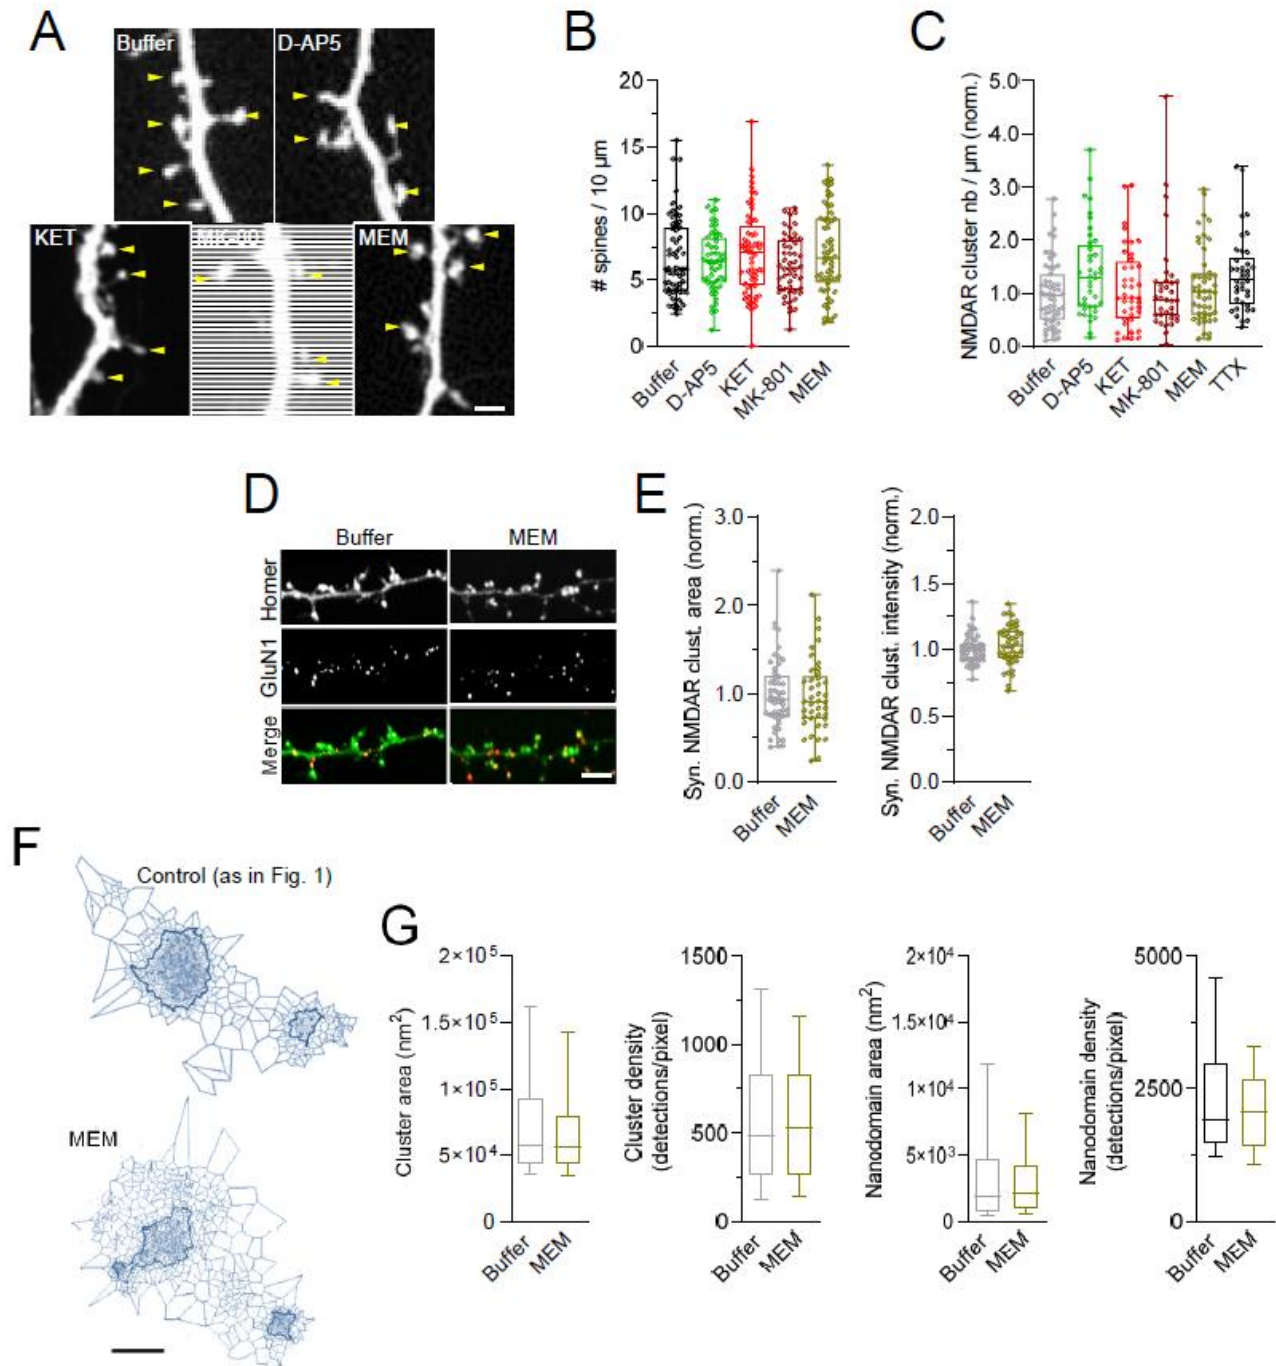 A
Buffer
D-AP5
KET
MK-80
MEM
B
# spines / 10 µm
20
15
10
5
0
Buffer
D-AP5
KET
MK-801
MEM
C
NMDAR cluster nb / µm (norm.)
5.0
4.0
3.0
2.0
1.0
0.0
Buffer
D-AP5
KET
MK-801
MEM
TTX
D
Buffer
MEM
Homer
GluN1
Merge
E
Syn. NMDAR clust. area (norm.)
3.0
2.0
1.0
0.0
Buffer
MEM
Syn. NMDAR clust. intensity (norm.)
2.0
1.5
1.0
0.5
0.0
Buffer
MEM
F
Control (as in Fig. 1)
MEM
G
Cluster area (nm²)
2×10⁵
1.5×10⁵
1×10⁵
5×10⁴
0
Buffer
MEM
Cluster density
(detections/pixel)
1500
1000
500
0
Buffer
MEM
Nanodomain area (nm²)
2×10⁴
1.5×10⁴
1×10⁴
5×10³
0
Buffer
MEM
Nanodomain density
(detections/pixel)
5000
2500
0
Buffer
MEM